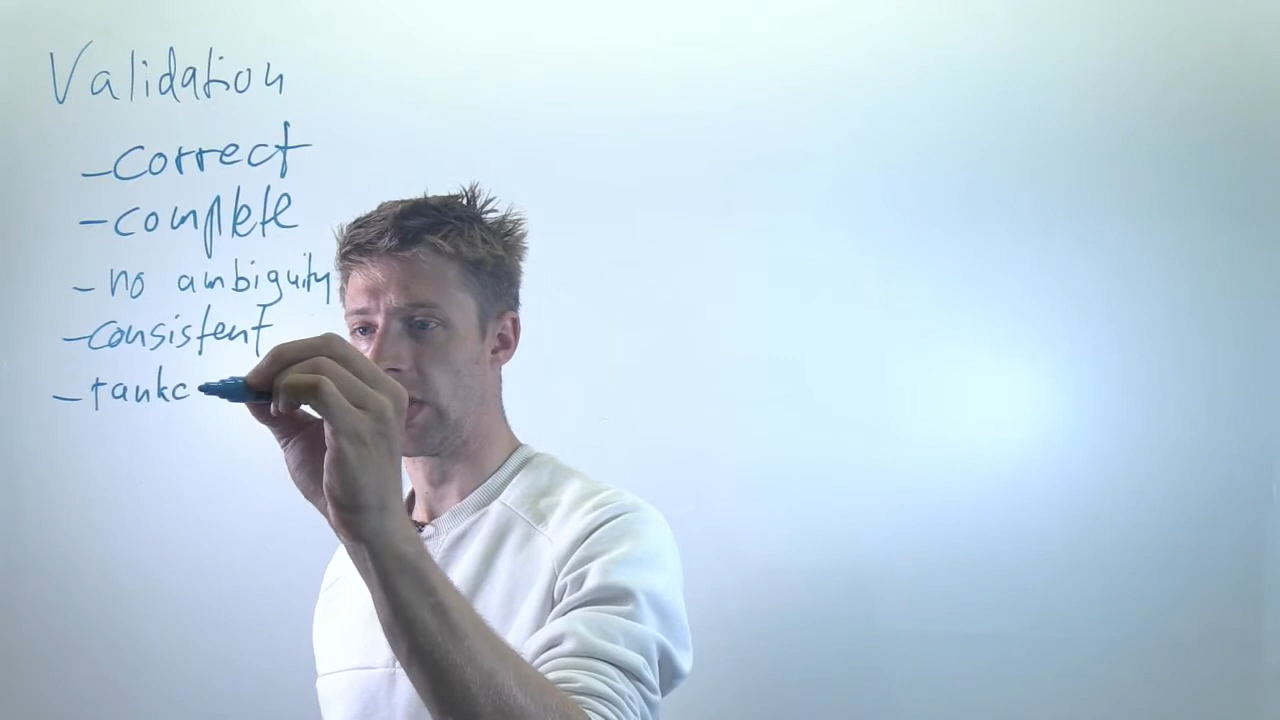 Validation
- correct
- complete
- no ambiguity
- consistent
- ranke